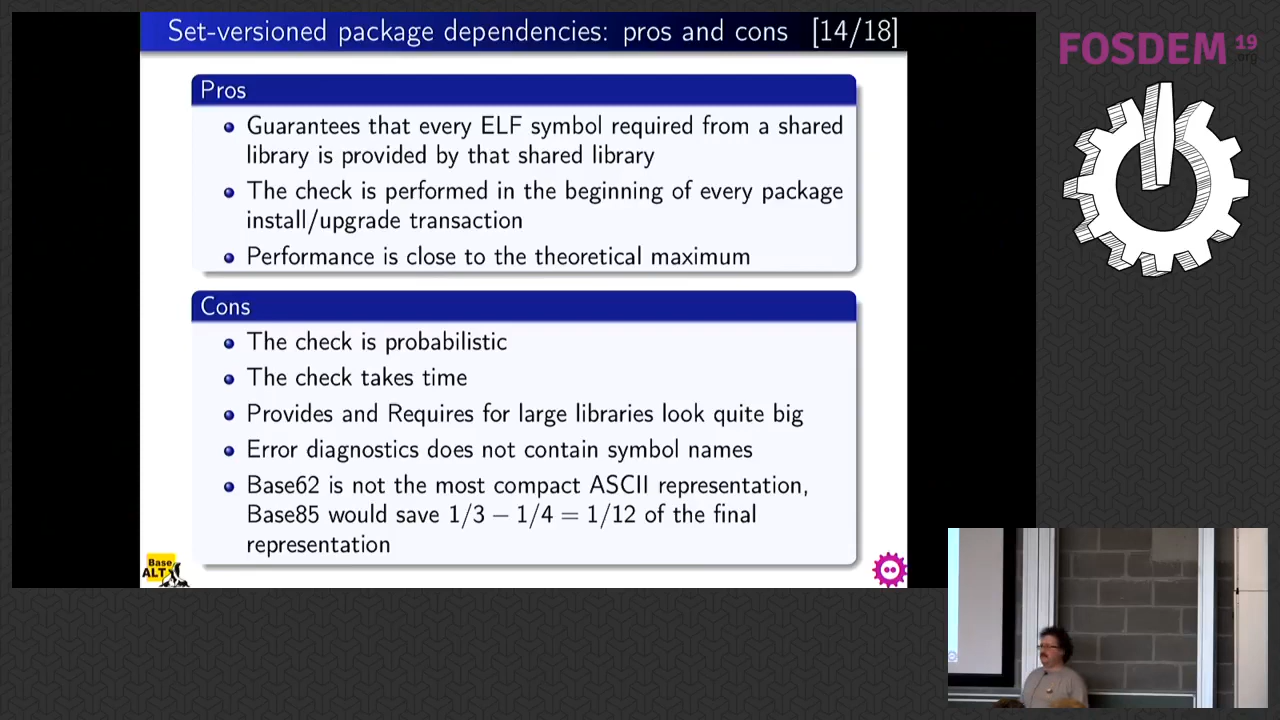 Set-versioned package dependencies: pros and cons [14/18]
FOSDEM 19
.org
Pros
Guarantees that every ELF symbol required from a shared
library is provided by that shared library
The check is performed in the beginning of every package
install/upgrade transaction
Performance is close to the theoretical maximum
Cons
The check is probabilistic
The check takes time
Provides and Requires for large libraries look quite big
Error diagnostics does not contain symbol names
Base62 is not the most compact ASCII representation,
Base85 would save 1/3 − 1/4 = 1/12 of the final
representation
Base
ALT